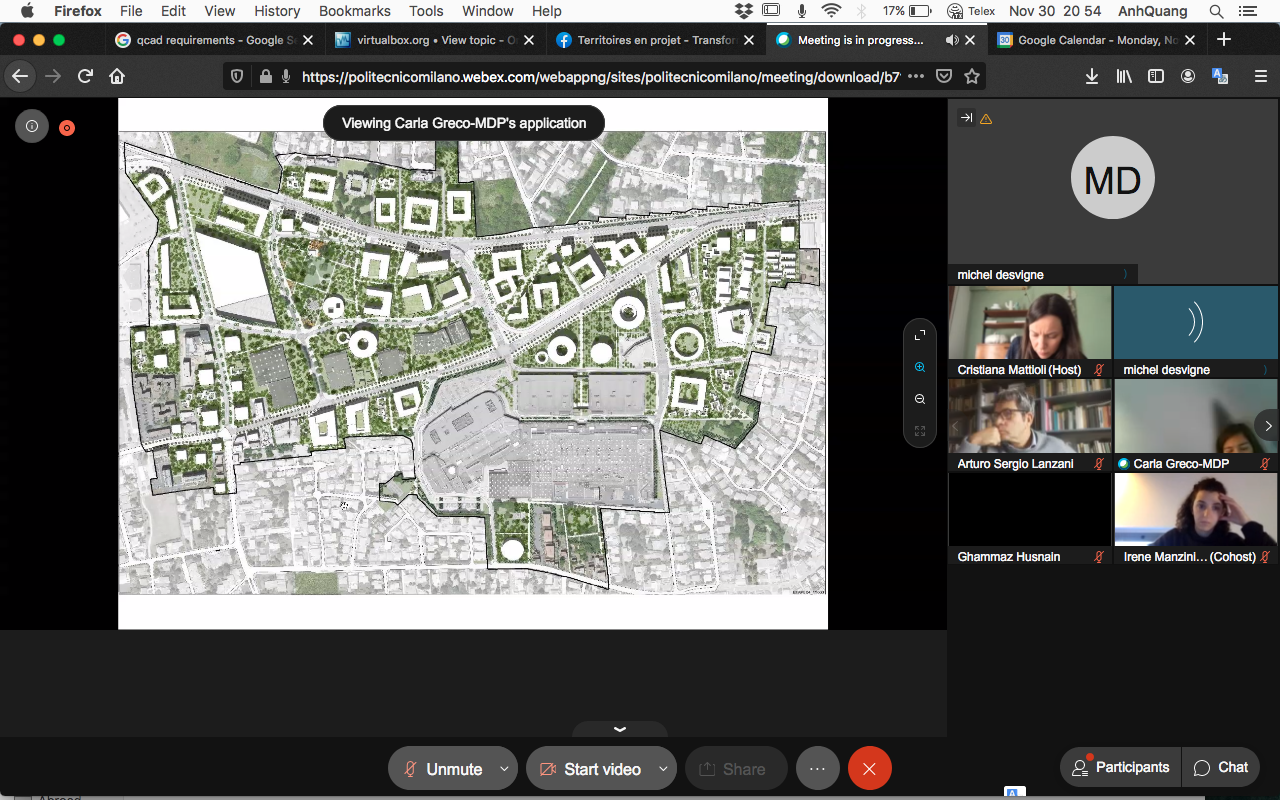 Firefox File Edit View History Bookmarks Tools Window Help 17% Telex Nov 30 20 54 AnhQuang
qcad requirements - Google Se
virtualbox.org • View topic - O
Territoires en projet - Transfor
Meeting is in progress...
Google Calendar - Monday, No
https://politecnicomilano.webex.com/webappng/sites/politecnicomilano/meeting/download/b7
Viewing Carla Greco-MDP's application
MD
michel desvigne
Cristiana Mattioli (Host)
michel desvigne
Arturo Sergio Lanzani
Carla Greco-MDP
Ghammaz Husnain
Irene Manzini... (Cohost)
Unmute
Start video
Share
Participants
Chat